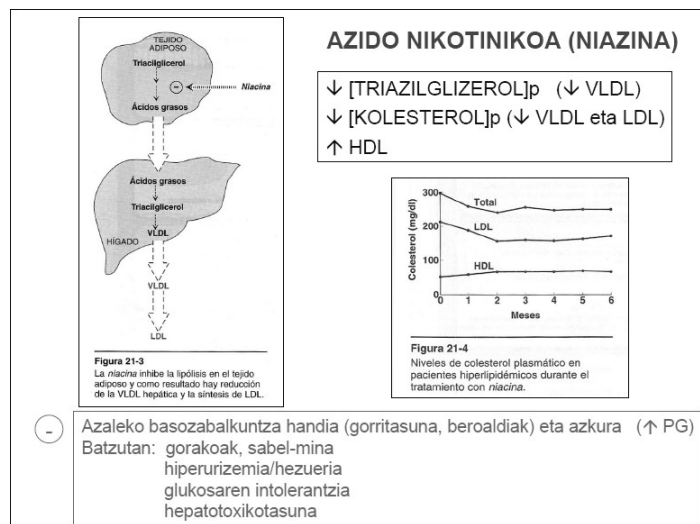 AZIDO NIKOTINIKOA (NIAZINA)
↓ [TRIAZILGLIZEROL]p (↓ VLDL)
↓ [KOLESTEROL]p (↓ VLDL eta LDL)
↑ HDL
TEJIDO
ADIPOSO
Triacilglicerol
-
Niacina
Ácidos grasos
Ácidos grasos
Triacilglicerol
VLDL
HÍGADO
VLDL
LDL
Figura 21-3
La niacina inhibe la lipólisis en el tejido
adiposo y como resultado hay reducción
de la VLDL hepática y la síntesis de LDL.
Colesterol (mg/dl)
300
200
100
0
Total
LDL
HDL
0 1 2 3 4 5 6
Meses
Figura 21-4
Niveles de colesterol plasmático en
pacientes hiperlipidémicos durante el
tratamiento con niacina.
-
Azaleko basozabalkuntza handia (gorritasuna, beroaldiak) eta azkura (↑ PG)
Batzutan: gorakoak, sabel-mina
hiperurizemia/hezueria
glukosaren intolerantzia
hepatotoxikotasuna